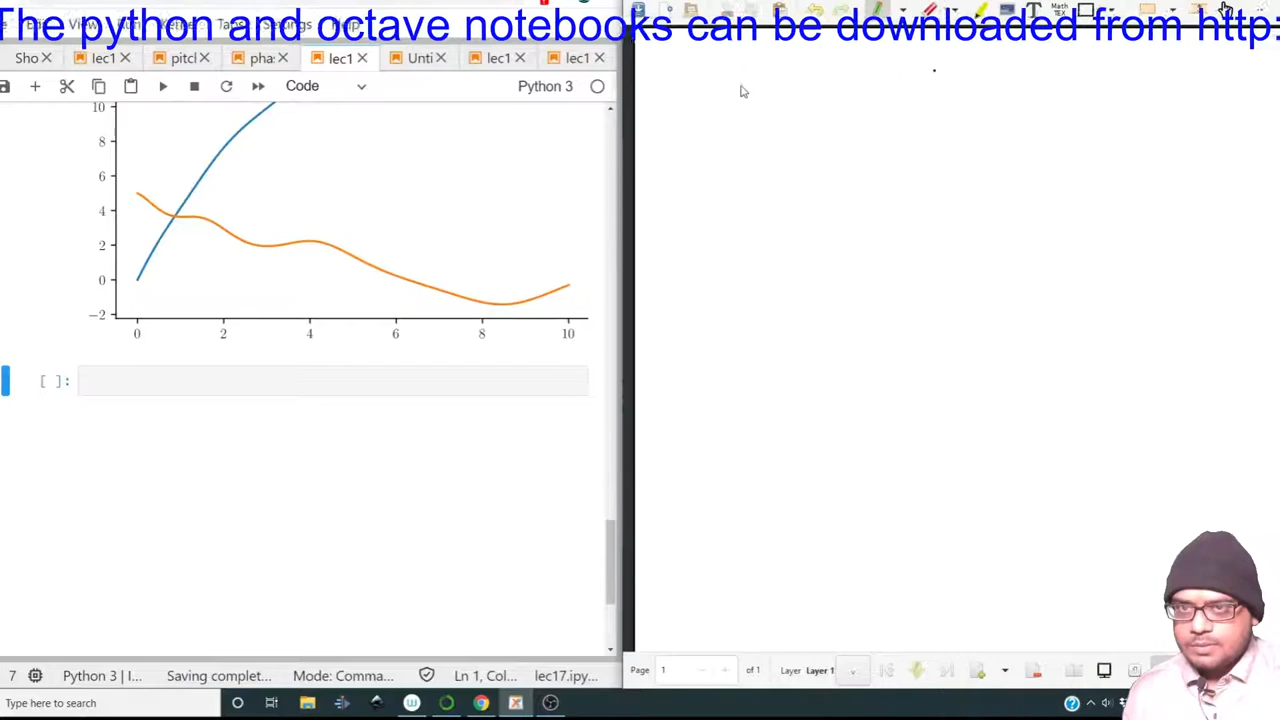 The python and octave notebooks can be downloaded from http:
Sho
lec1
pitcl
pha:
lec1
Unti
lec1
lec1
Code
Python 3
10
8
6
4
2
0
−2
0 2 4 6 8 10
[ ]:
7 Python 3 | I... Saving complet... Mode: Comma... Ln 1, Col... lec17.ipy...
Page 1 of 1 Layer Layer 1
Type here to search